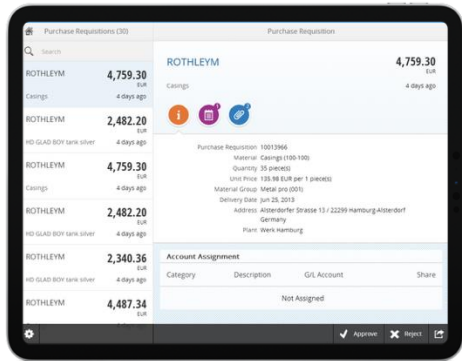 Purchase Requisitions (30)
Search
ROTHLEYM 4,759.30
EUR
Casings 4 days ago
ROTHLEYM 2,482.20
EUR
HD GLAD BOY tank silver 4 days ago
ROTHLEYM 4,759.30
EUR
Casings 4 days ago
ROTHLEYM 2,482.20
EUR
HD GLAD BOY tank silver 4 days ago
ROTHLEYM 2,340.36
EUR
HD GLAD BOY tank silver 4 days ago
ROTHLEYM 4,487.34
EUR
Purchase Requisition
ROTHLEYM 4,759.30
EUR
Casings 4 days ago
Purchase Requisition 10013966
Material Casings (100-100)
Quantity 35 piece(s)
Unit Price 135.98 EUR per 1 piece(s)
Material Group Metal pro (001)
Delivery Date Jun 25, 2013
Address Alsterdorfer Strasse 13 / 22299 Hamburg-Alsterdorf
Germany
Plant Werk Hamburg
Account Assignment
Category Description G/L Account Share
Not Assigned
Approve Reject